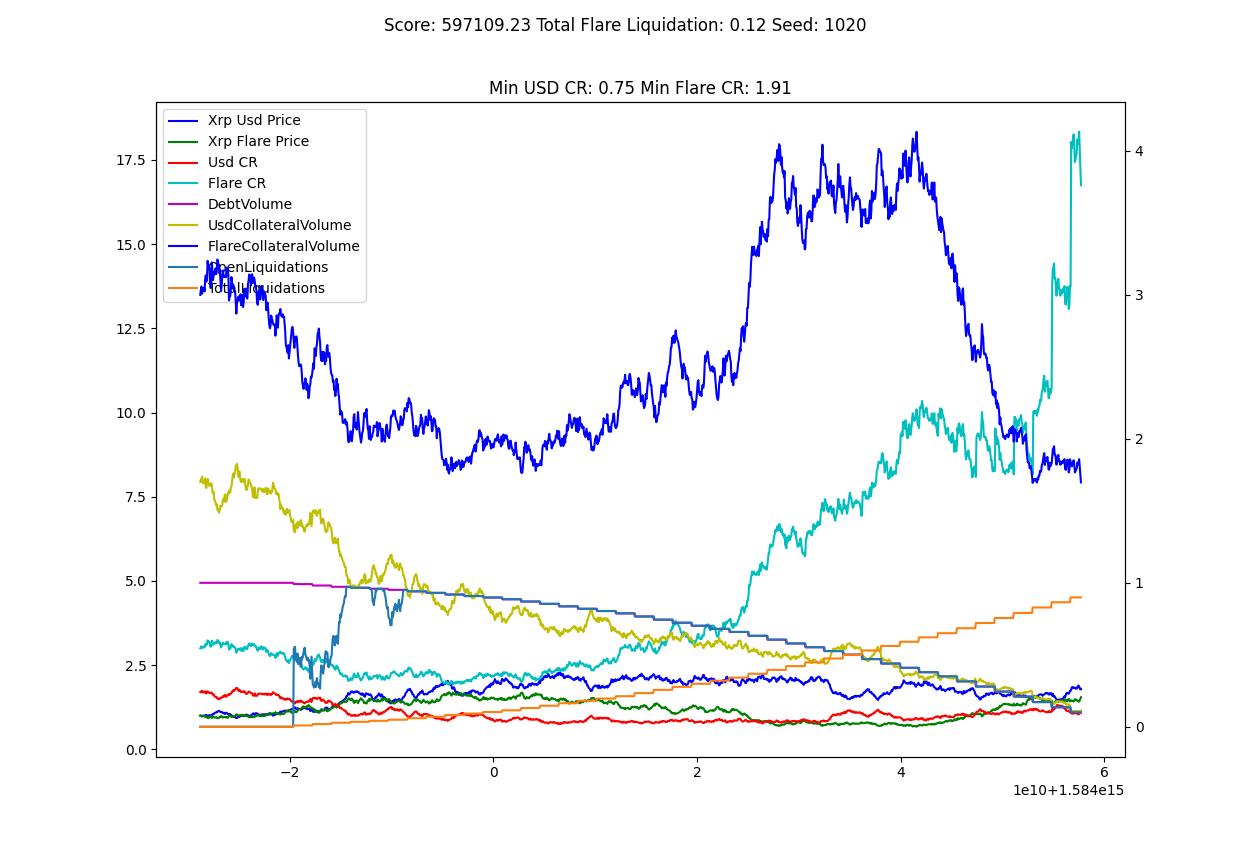 Score: 597109.23 Total Flare Liquidation: 0.12 Seed: 1020
Min USD CR: 0.75 Min Flare CR: 1.91
Xrp Usd Price
Xrp Flare Price
Usd CR
Flare CR
DebtVolume
UsdCollateralVolume
FlareCollateralVolume
OpenLiquidations
TotalLiquidations
17.5
15.0
12.5
10.0
7.5
5.0
2.5
0.0
4
3
2
1
0
−2
0
2
4
6
1e10+1.584e15